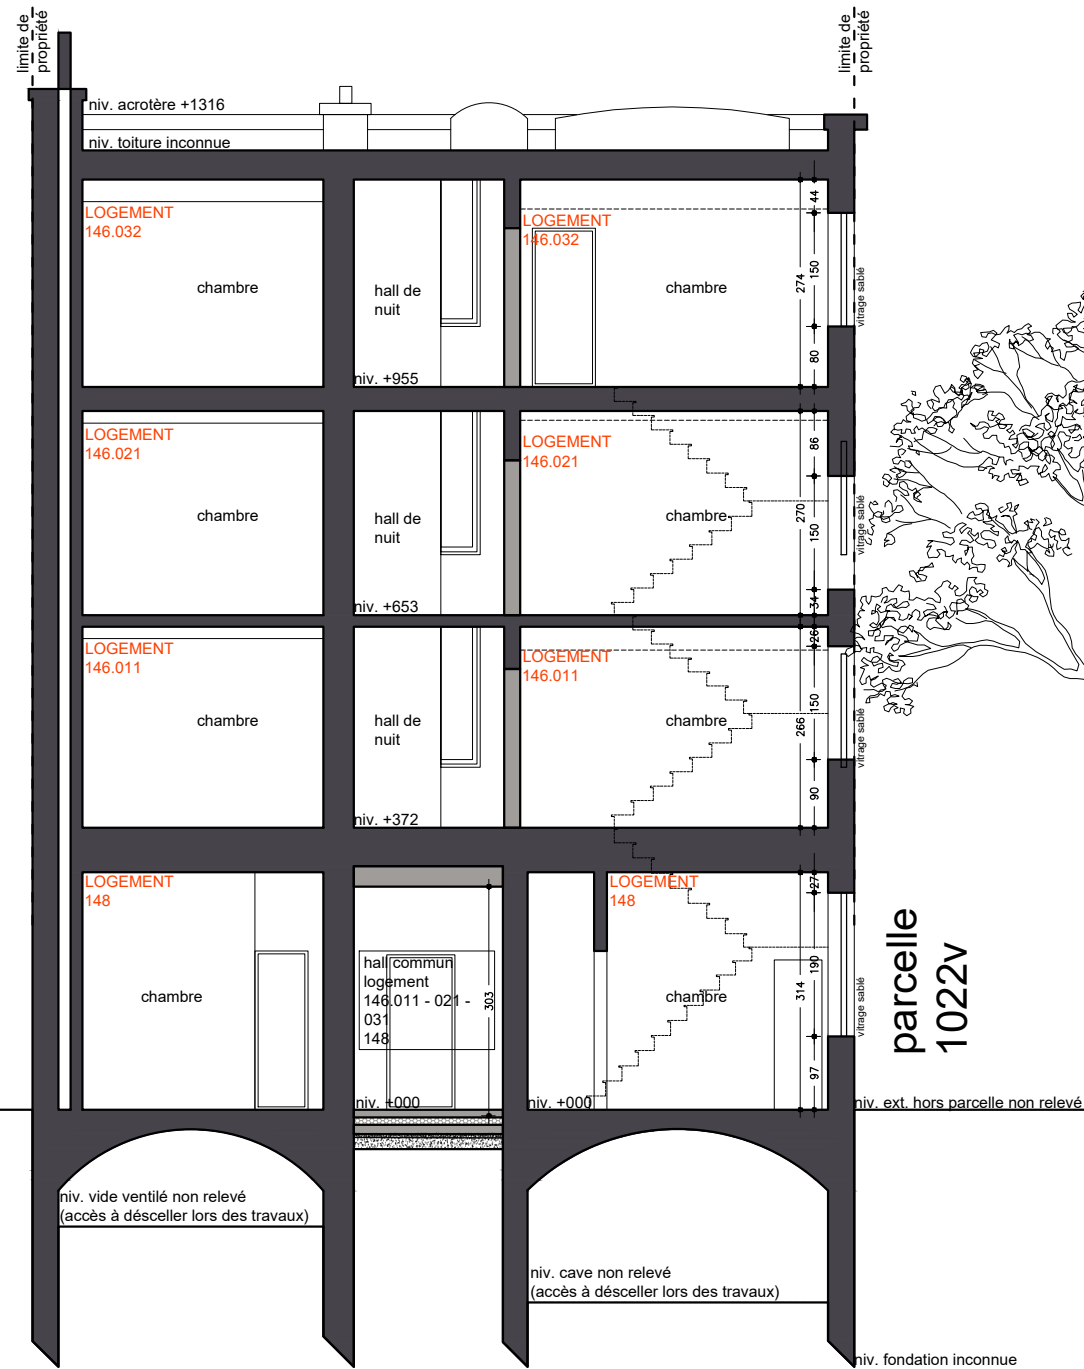 limite de
propriété
limite de
propriété
niv. acrotère +1316
niv. toiture inconnue
LOGEMENT
146.032
chambre
hall de
nuit
niv. +955
LOGEMENT
146.032
chambre
44
150
274
80
vitrage sablé
LOGEMENT
146.021
chambre
hall de
nuit
niv. +653
LOGEMENT
146.021
chambre
86
270
150
34
vitrage sablé
LOGEMENT
146.011
chambre
hall de
nuit
niv. +372
LOGEMENT
146.011
chambre
26
150
266
90
vitrage sablé
LOGEMENT
148
chambre
hall commun
logement
146.011 - 021 -
031
148
303
niv. +000
niv. +000
LOGEMENT
148
chambre
27
190
314
97
vitrage sablé
parcelle
1022v
niv. ext. hors parcelle non relevé
niv. vide ventilé non relevé
(accès à désceller lors des travaux)
niv. cave non relevé
(accès à désceller lors des travaux)
niv. fondation inconnue